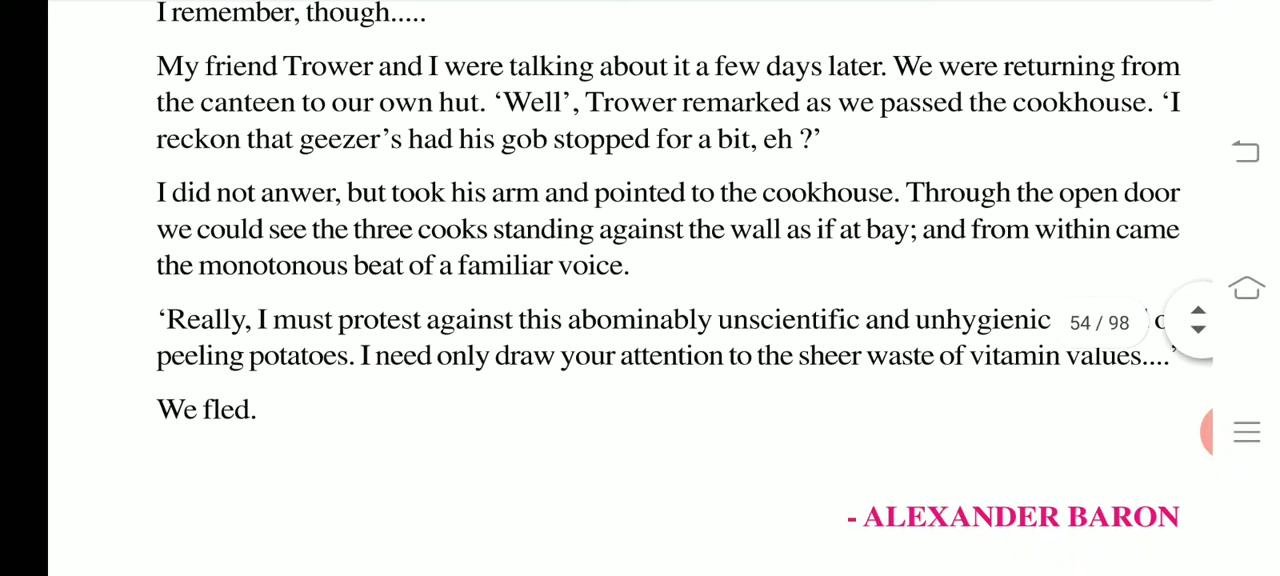 I remember, though.....
My friend Trower and I were talking about it a few days later. We were returning from
the canteen to our own hut. ‘Well’, Trower remarked as we passed the cookhouse. ‘I
reckon that geezer’s had his gob stopped for a bit, eh ?’
I did not anwer, but took his arm and pointed to the cookhouse. Through the open door
we could see the three cooks standing against the wall as if at bay; and from within came
the monotonous beat of a familiar voice.
‘Really, I must protest against this abominably unscientific and unhygienic
54 / 98
peeling potatoes. I need only draw your attention to the sheer waste of vitamin values....’
We fled.
- ALEXANDER BARON